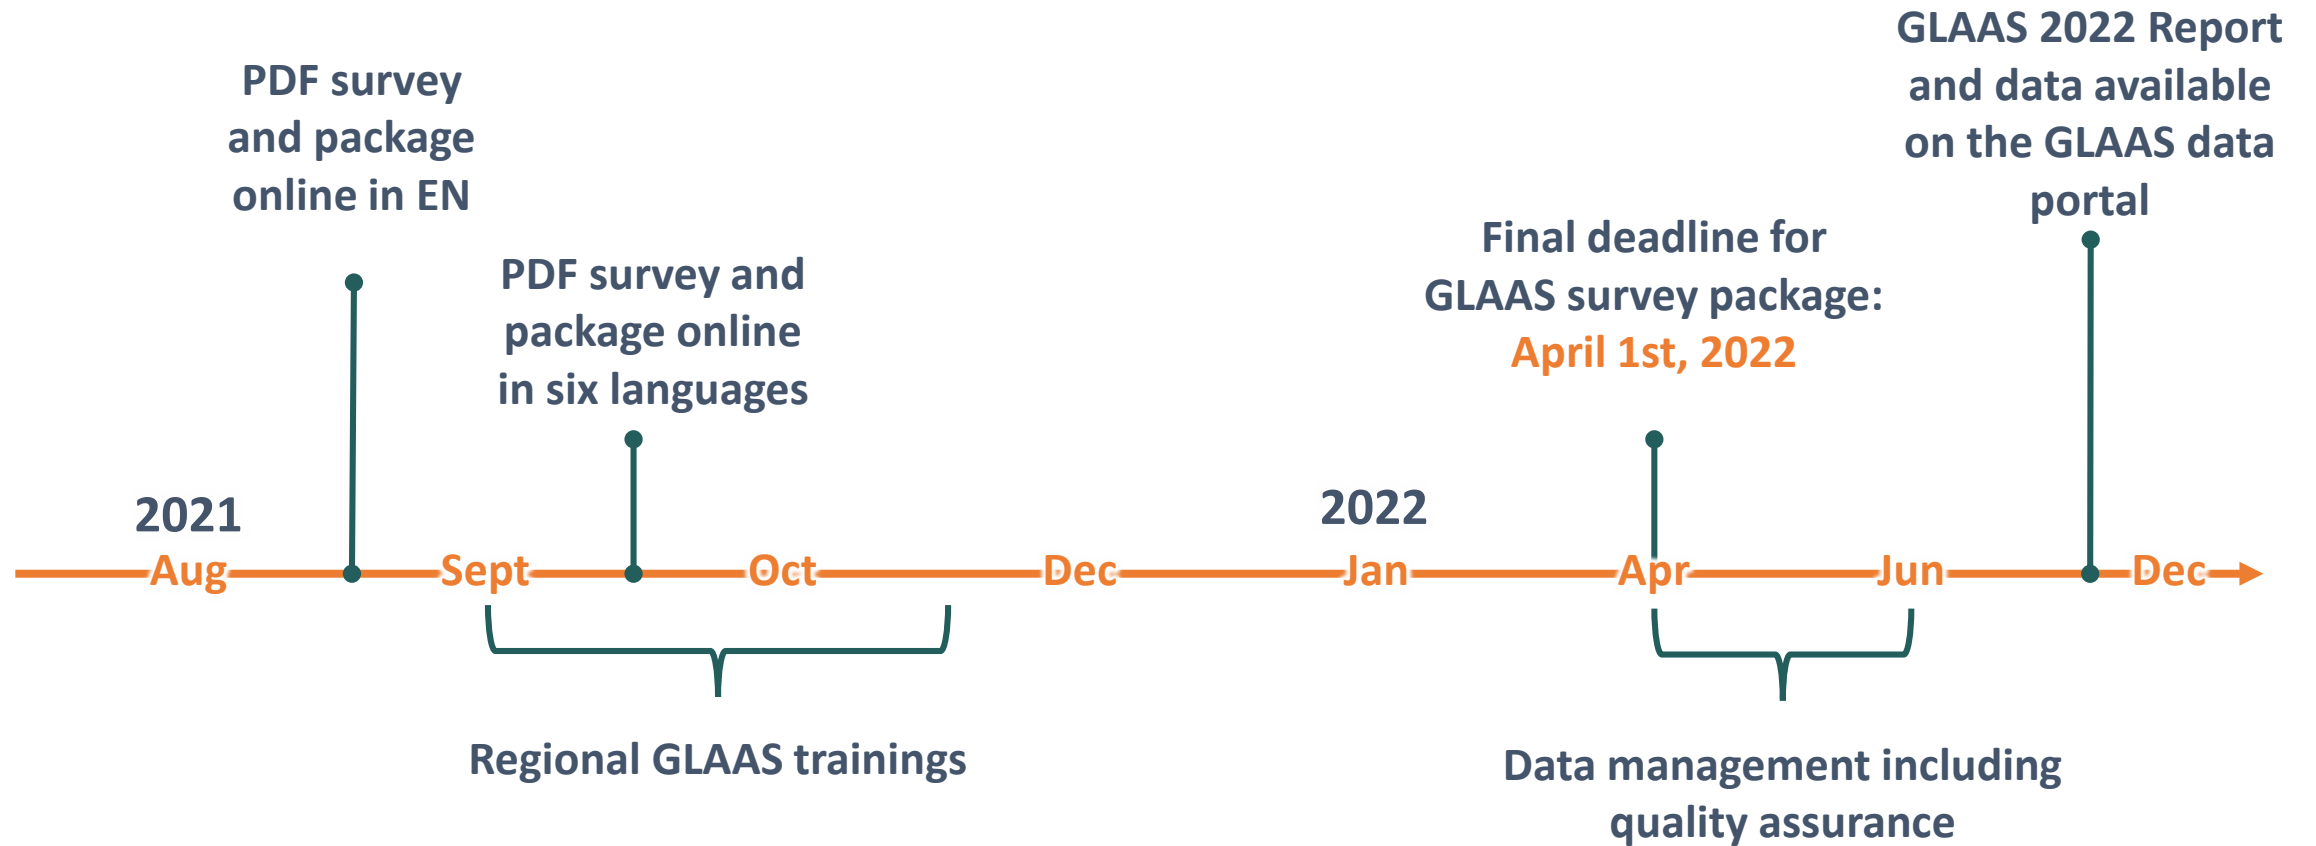 GLAAS 2022 Report
and data available
on the GLAAS data
portal
PDF survey
and package
online in EN
PDF survey and
package online
in six languages
Final deadline for
GLAAS survey package:
April 1st, 2022
2021
2022
Aug
Sept
Oct
Dec
Jan
Apr
Jun
Dec
Regional GLAAS trainings
Data management including
quality assurance